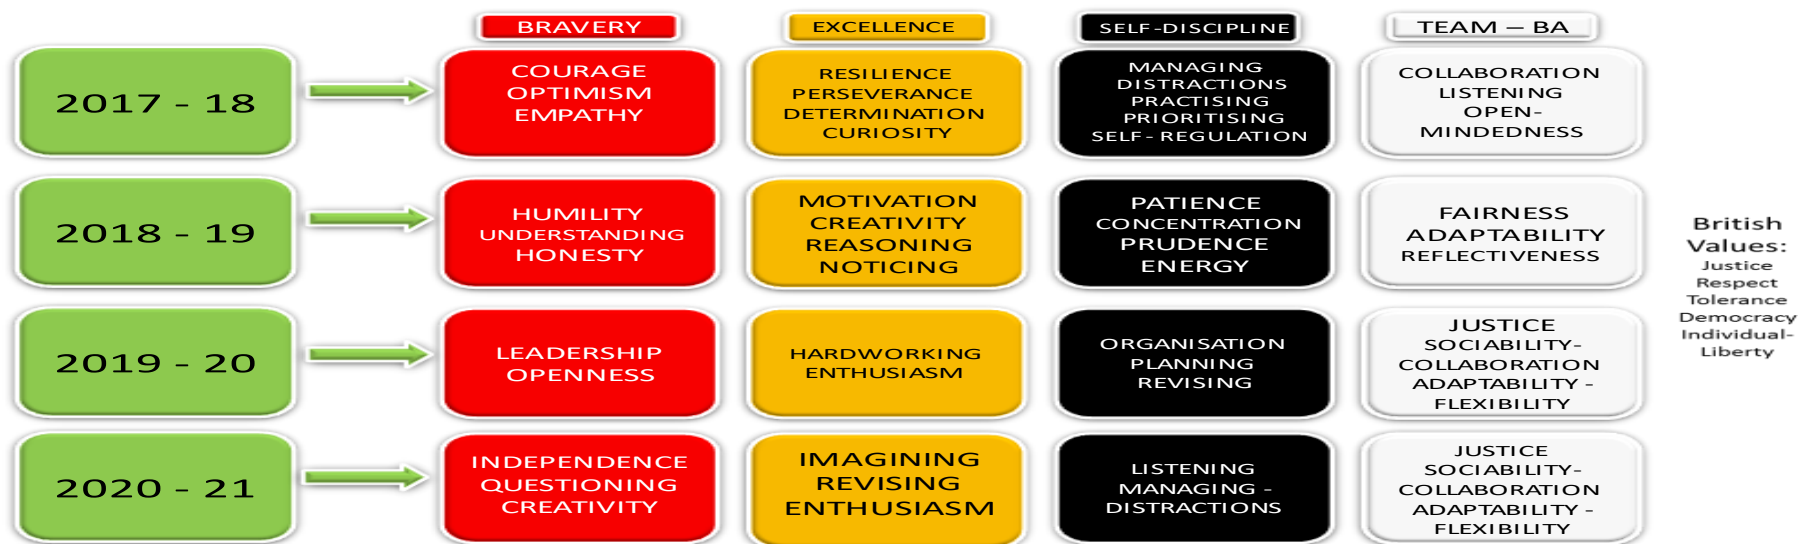 BRAVERY
EXCELLENCE
SELF-DISCIPLINE
TEAM – BA
2017 - 18
COURAGE
OPTIMISM
EMPATHY
RESILIENCE
PERSEVERANCE
DETERMINATION
CURIOSITY
MANAGING
DISTRACTIONS
PRACTISING
PRIORITISING
SELF- REGULATION
COLLABORATION
LISTENING
OPEN-
MINDEDNESS
2018 - 19
HUMILITY
UNDERSTANDING
HONESTY
MOTIVATION
CREATIVITY
REASONING
NOTICING
PATIENCE
CONCENTRATION
PRUDENCE
ENERGY
FAIRNESS
ADAPTABILITY
REFLECTIVENESS
British
Values:
Justice
Respect
Tolerance
Democracy
Individual-
Liberty
2019 - 20
LEADERSHIP
OPENNESS
HARDWORKING
ENTHUSIASM
ORGANISATION
PLANNING
REVISING
JUSTICE
SOCIABILITY-
COLLABORATION
ADAPTABILITY -
FLEXIBILITY
2020 - 21
INDEPENDENCE
QUESTIONING
CREATIVITY
IMAGINING
REVISING
ENTHUSIASM
LISTENING
MANAGING -
DISTRACTIONS
JUSTICE
SOCIABILITY-
COLLABORATION
ADAPTABILITY -
FLEXIBILITY